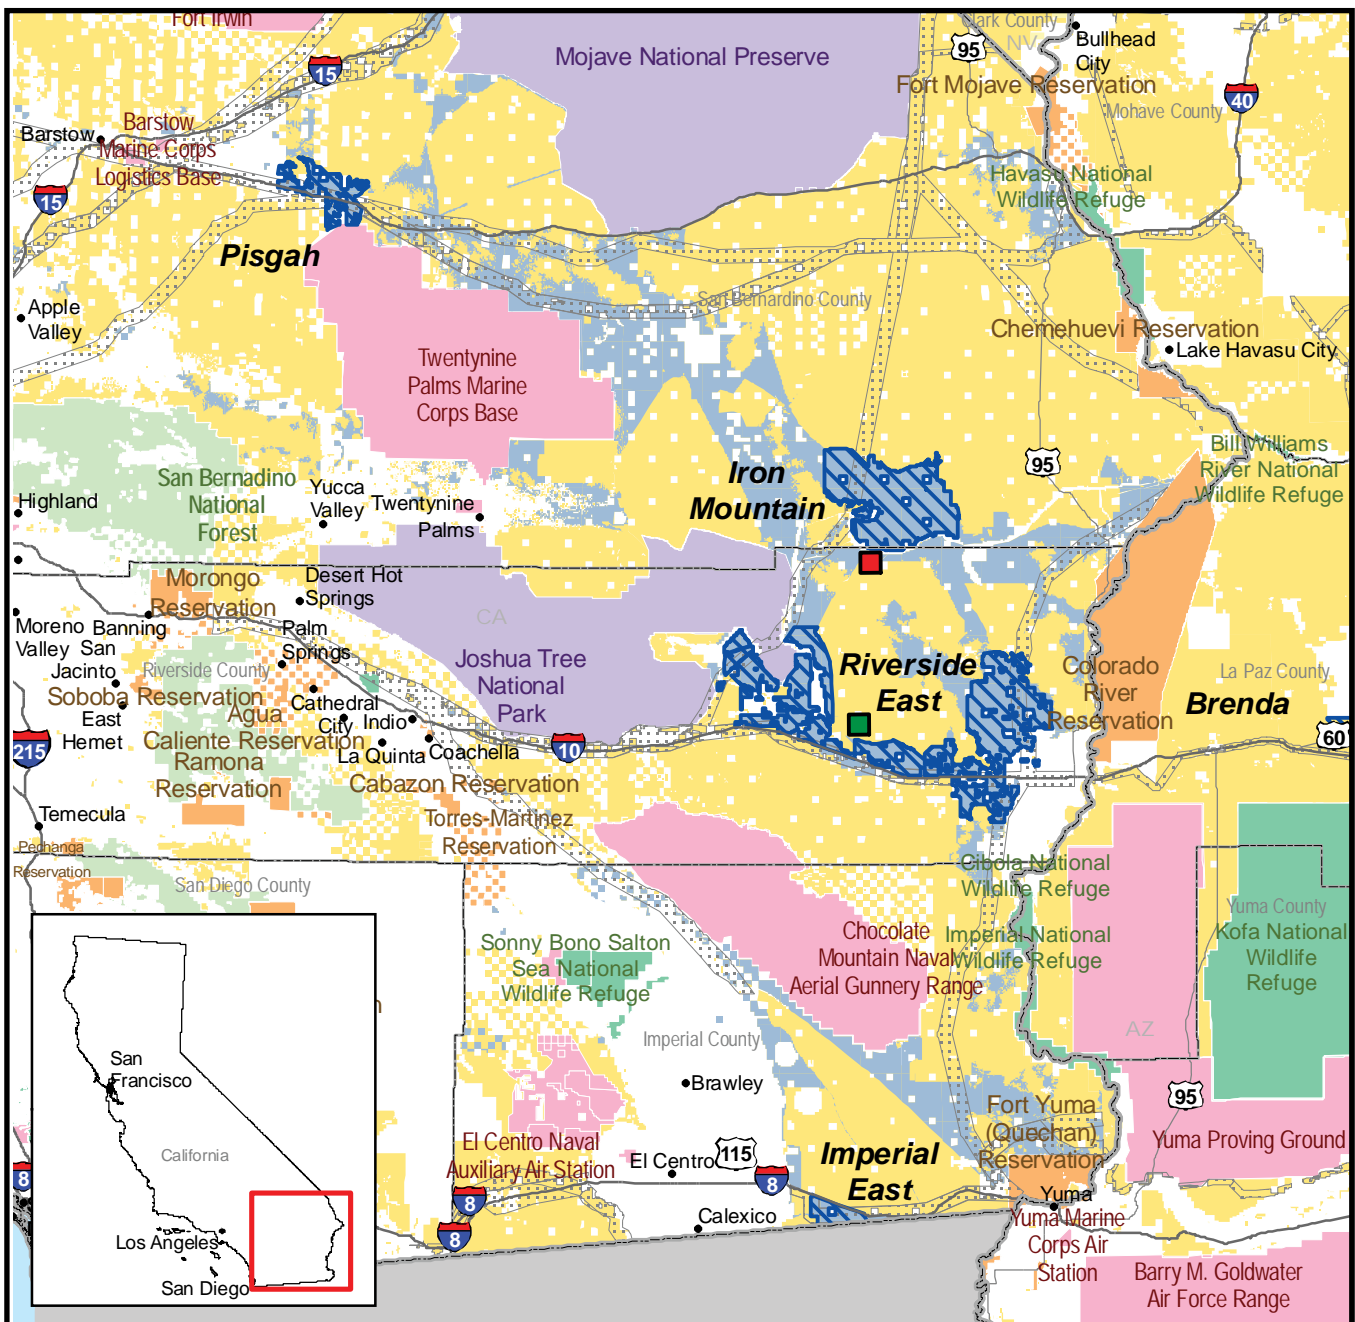 Fort Irwin
Clark County
NV
95
Bullhead
City
Mojave National Preserve
15
Fort Mojave Reservation
40
Mohave County
Barstow
Barstow
Marine Corps
Logistics Base
15
Havasu National
Wildlife Refuge
Pisgah
San Bernardino County
Apple
Valley
Chemehuevi Reservation
Lake Havasu City
Twentynine
Palms Marine
Corps Base
Bill Williams
River National
Wildlife Refuge
95
Iron
Mountain
San Bernadino
National
Forest
Highland
Yucca
Valley
Twentynine
Palms
Morongo
Reservation
Desert Hot
Springs
CA
Moreno
Valley
Banning
San
Jacinto
Palm
Springs
Riverside County
Joshua Tree
National
Park
Riverside
East
Colorado
River
Reservation
La Paz County
Brenda
Soboba Reservation
Agua
Caliente Reservation
Cathedral
City
Indio
East
Hemet
215
La Quinta
Coachella
10
60
Ramona
Reservation
Cabazon Reservation
Temecula
Torres-Martinez
Reservation
Pechanga
Reservation
San Diego County
Cibola National
Wildlife Refuge
Yuma County
Kofa National
Wildlife
Refuge
Chocolate
Mountain Naval
Aerial Gunnery Range
Imperial National
Wildlife Refuge
Sonny Bono Salton
Sea National
Wildlife Refuge
n
Imperial County
AZ
San
Francisco
Brawley
95
California
Fort Yuma
(Quechan)
Reservation
El Centro Naval
Auxiliary Air Station
El Centro
115
8
Imperial
East
Yuma Proving Ground
8
8
8
Calexico
Yuma
Yuma Marine
Corps Air
Station
Los Angeles
San Diego
Barry M. Goldwater
Air Force Range